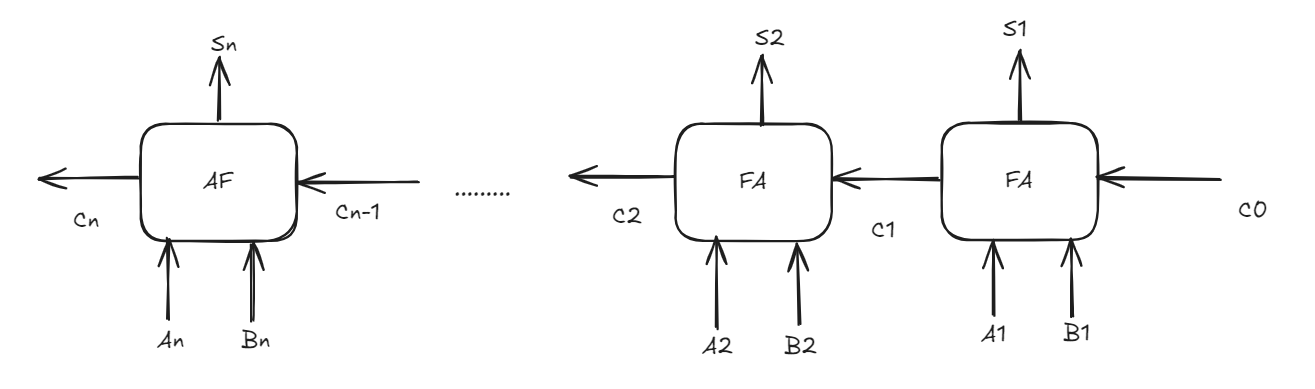 Sn
S2
S1
AF
FA
FA
Cn
Cn-1
.........
C2
C1
C0
An
Bn
A2
B2
A1
B1